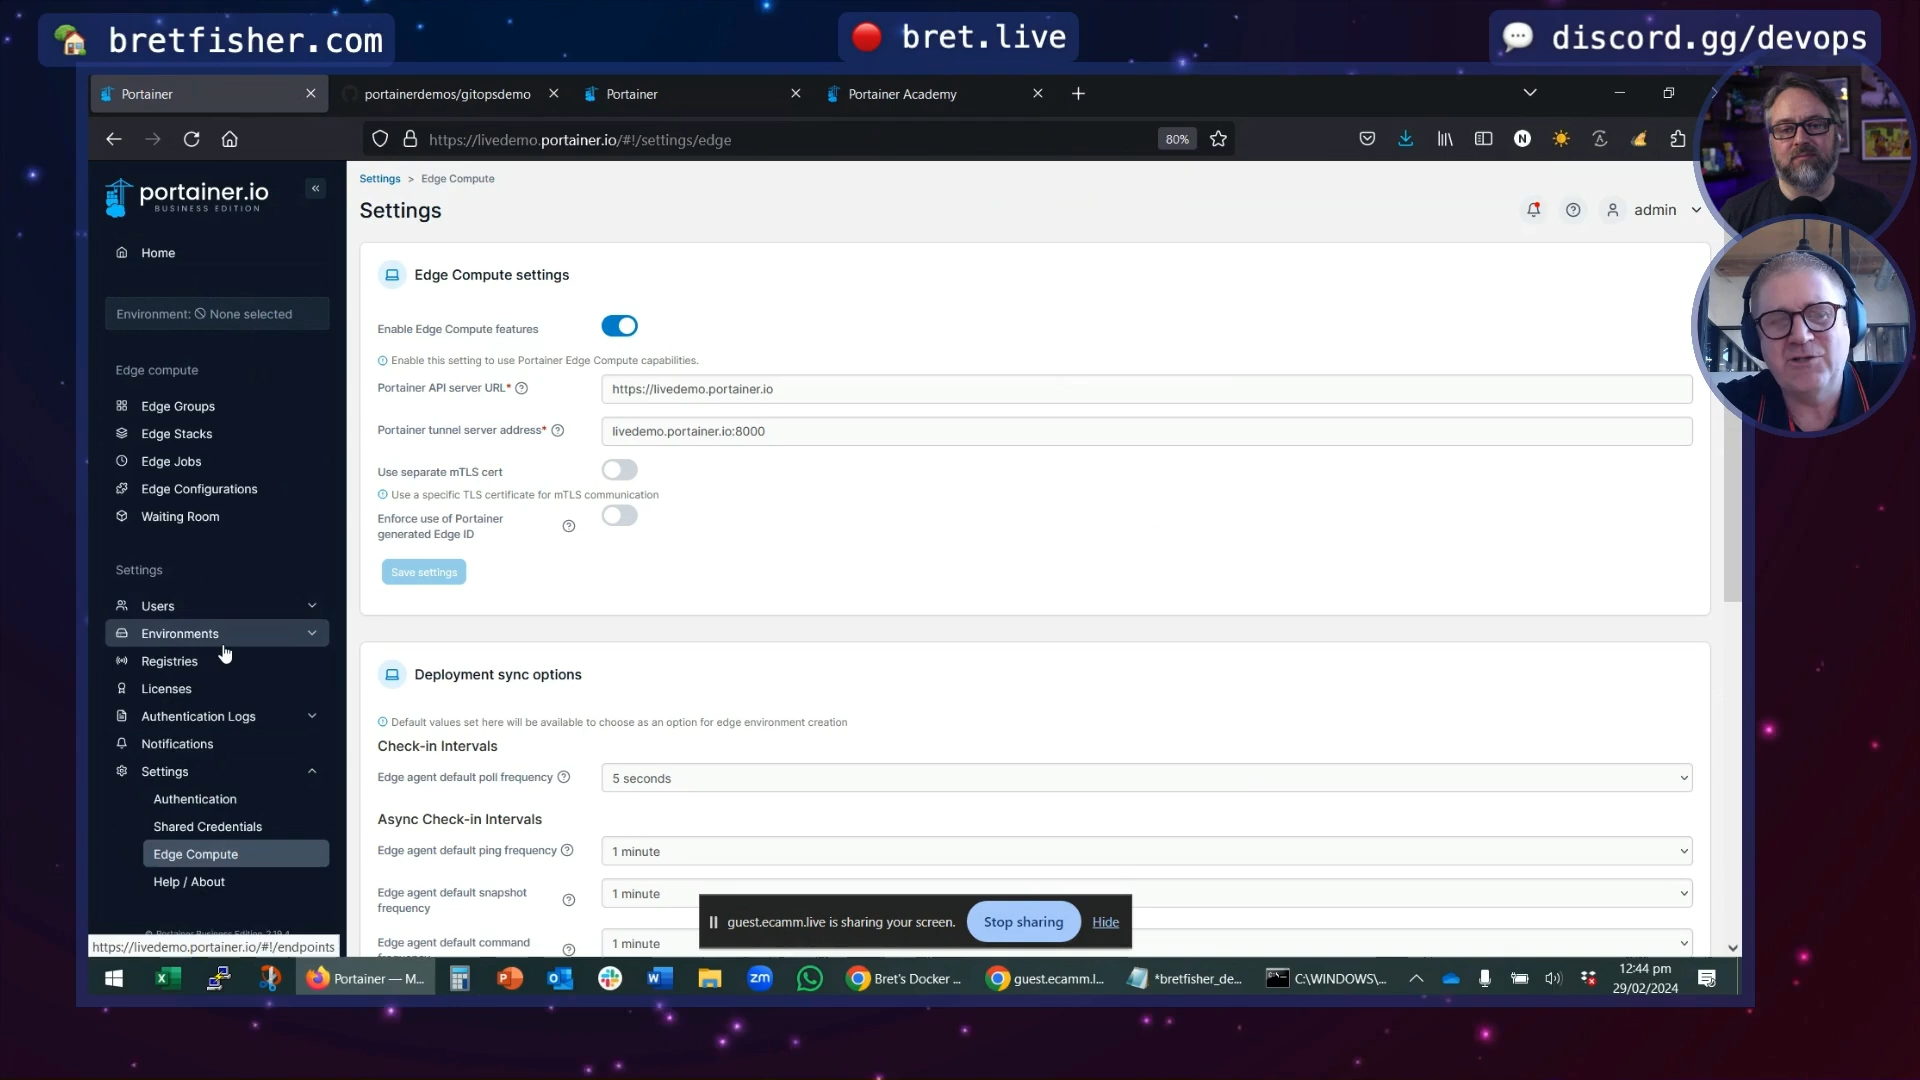 bretfisher.com
bret.live
discord.gg/devops
Portainer
portainerdemos/gitopsdemo
Portainer
Portainer Academy
https://livedemo.portainer.io/#!/settings/edge
80%
portainer.io
BUSINESS EDITION
Home
Environment: None selected
Edge compute
Edge Groups
Edge Stacks
Edge Jobs
Edge Configurations
Waiting Room
Settings
Users
Environments
Registries
Licenses
Authentication Logs
Notifications
Settings
Authentication
Shared Credentials
Edge Compute
Help / About
© Portainer Business Edition 2.19.4
https://livedemo.portainer.io/#!/endpoints
Settings > Edge Compute
Settings
admin
Edge Compute settings
Enable Edge Compute features
Enable this setting to use Portainer Edge Compute capabilities.
Portainer API server URL*
https://livedemo.portainer.io
Portainer tunnel server address*
livedemo.portainer.io:8000
Use separate mTLS cert
Use a specific TLS certificate for mTLS communication
Enforce use of Portainer
generated Edge ID
Save settings
Deployment sync options
Default values set here will be available to choose as an option for edge environment creation
Check-in Intervals
Edge agent default poll frequency
5 seconds
Async Check-in Intervals
Edge agent default ping frequency
1 minute
Edge agent default snapshot
frequency
1 minute
Edge agent default command
1 minute
guest.ecamm.live is sharing your screen.
Stop sharing
Hide
Portainer — M...
zm
Bret's Docker ...
guest.ecamm.l...
*bretfisher_de...
C:\WINDOWS\...
12:44 pm
29/02/2024